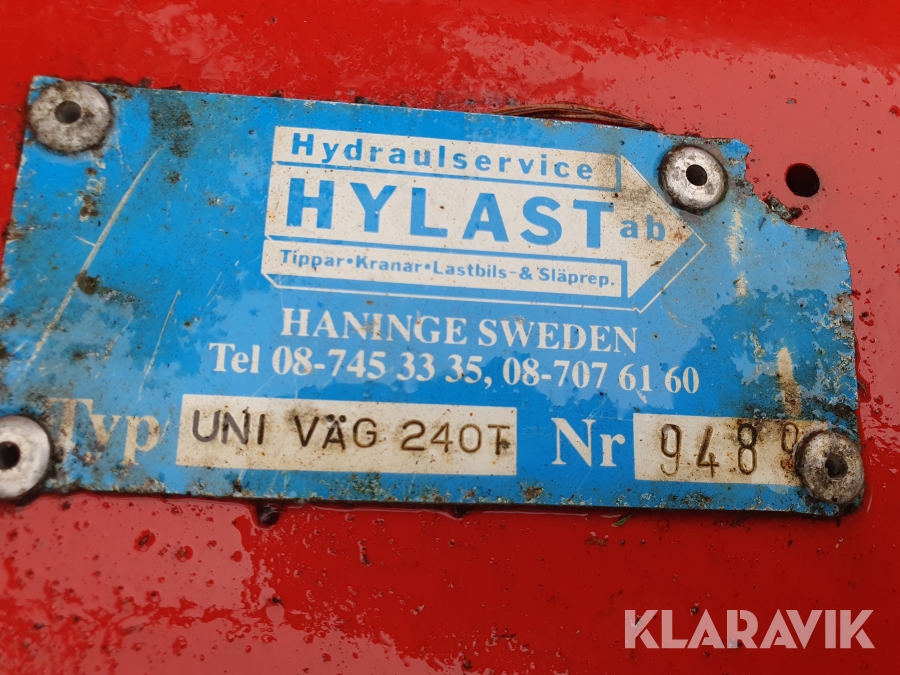 Hydraulservice
HYLAST ab
Tippar•Kranar•Lastbils-&Släprep.
HANINGE SWEDEN
Tel 08-745 33 35, 08-707 61 60
Typ UNI VÄG 240T Nr 9489
KLARAVIK